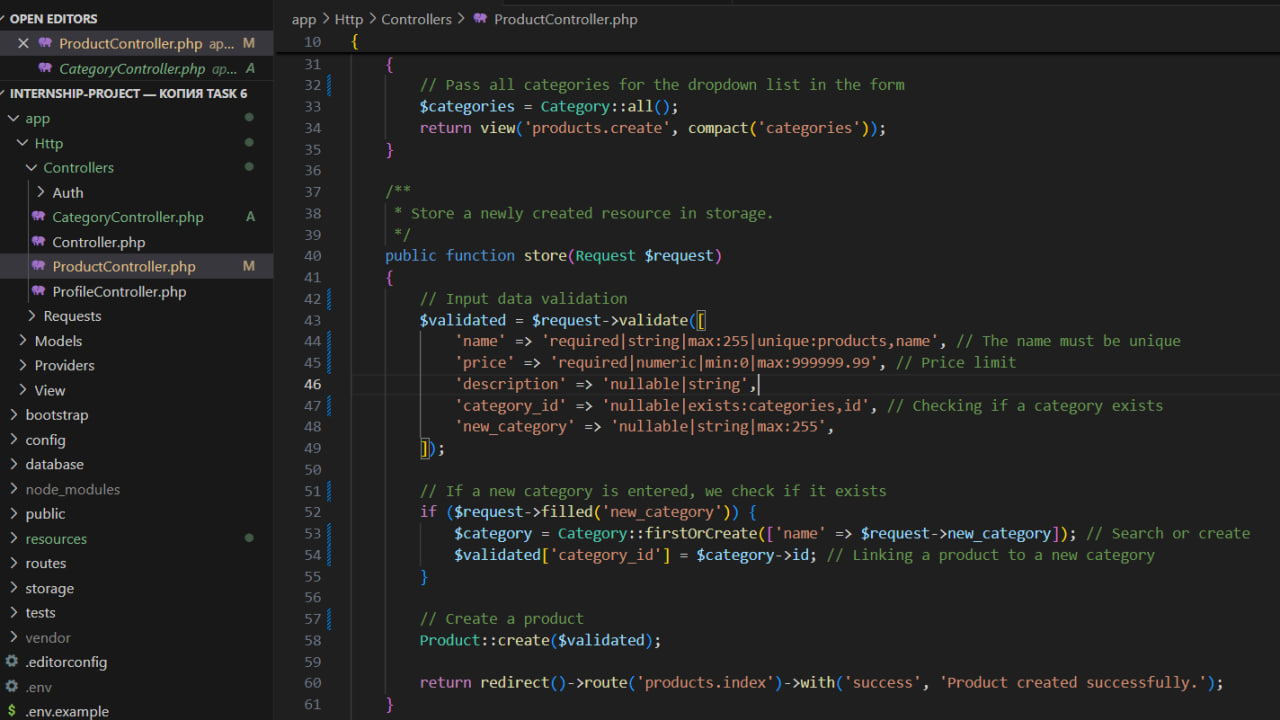 OPEN EDITORS
ProductController.php ap... M
CategoryController.php ap... A
INTERNSHIP-PROJECT — КОПИЯ TASK 6
app
Http
Controllers
Auth
CategoryController.php A
Controller.php
ProductController.php M
ProfileController.php
Requests
Models
Providers
View
bootstrap
config
database
node_modules
public
resources
routes
storage
tests
vendor
.editorconfig
.env
$ .env.example
app > Http > Controllers > ProductController.php
10 {
31 {
32 // Pass all categories for the dropdown list in the form
33 $categories = Category::all();
34 return view('products.create', compact('categories'));
35 }
36
37 /**
38 * Store a newly created resource in storage.
39 */
40 public function store(Request $request)
41 {
42 // Input data validation
43 $validated = $request->validate([
44 'name' => 'required|string|max:255|unique:products,name', // The name must be unique
45 'price' => 'required|numeric|min:0|max:999999.99', // Price limit
46 'description' => 'nullable|string',
47 'category_id' => 'nullable|exists:categories,id', // Checking if a category exists
48 'new_category' => 'nullable|string|max:255',
49 ]);
50
51 // If a new category is entered, we check if it exists
52 if ($request->filled('new_category')) {
53 $category = Category::firstOrCreate(['name' => $request->new_category]); // Search or create
54 $validated['category_id'] = $category->id; // Linking a product to a new category
55 }
56
57 // Create a product
58 Product::create($validated);
59
60 return redirect()->route('products.index')->with('success', 'Product created successfully.');
61 }